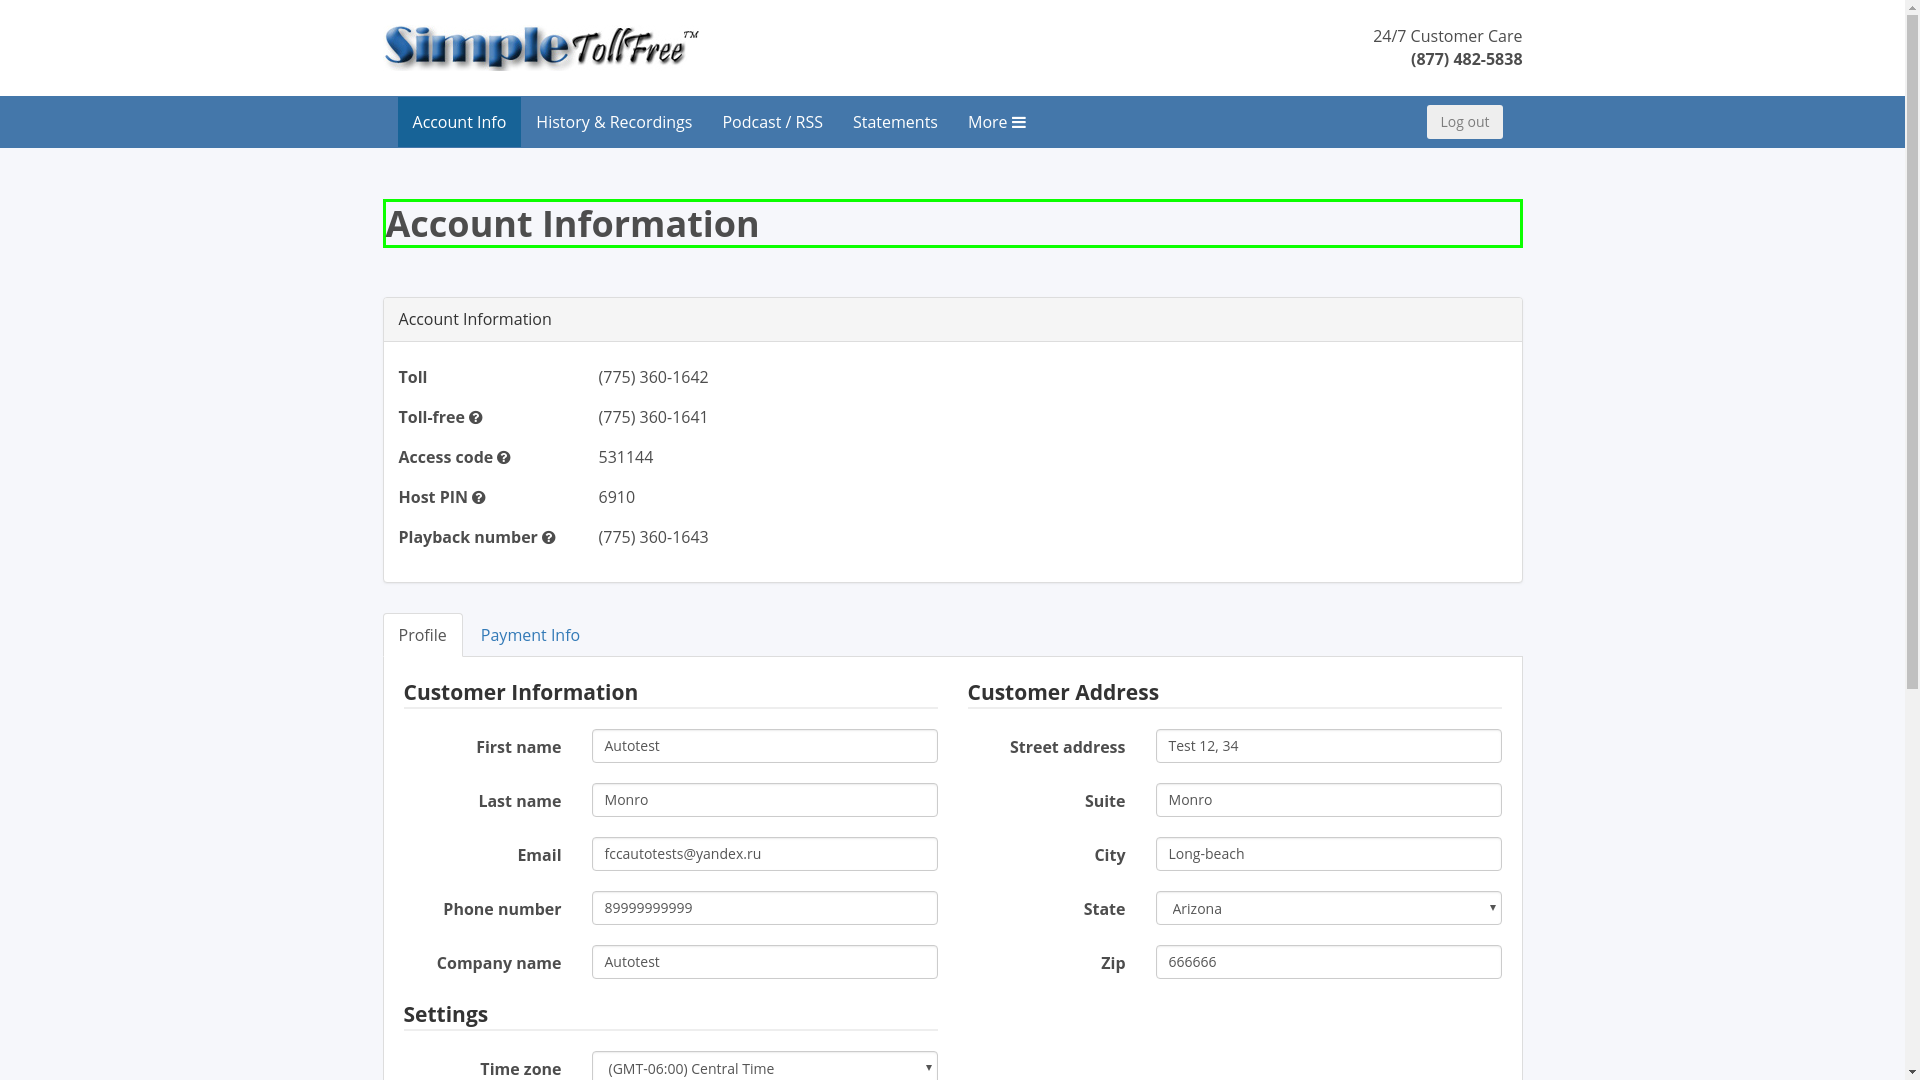 SimpleTollFree™
24/7 Customer Care
(877) 482-5838
Account Info
History & Recordings
Podcast / RSS
Statements
More
Log out
Account Information
Account Information
Toll (775) 360-1642
Toll-free (775) 360-1641
Access code 531144
Host PIN 6910
Playback number (775) 360-1643
Profile
Payment Info
Customer Information
First name Autotest
Last name Monro
Email fccautotests@yandex.ru
Phone number 89999999999
Company name Autotest
Customer Address
Street address Test 12, 34
Suite Monro
City Long-beach
State Arizona
Zip 666666
Settings
Time zone (GMT-06:00) Central Time